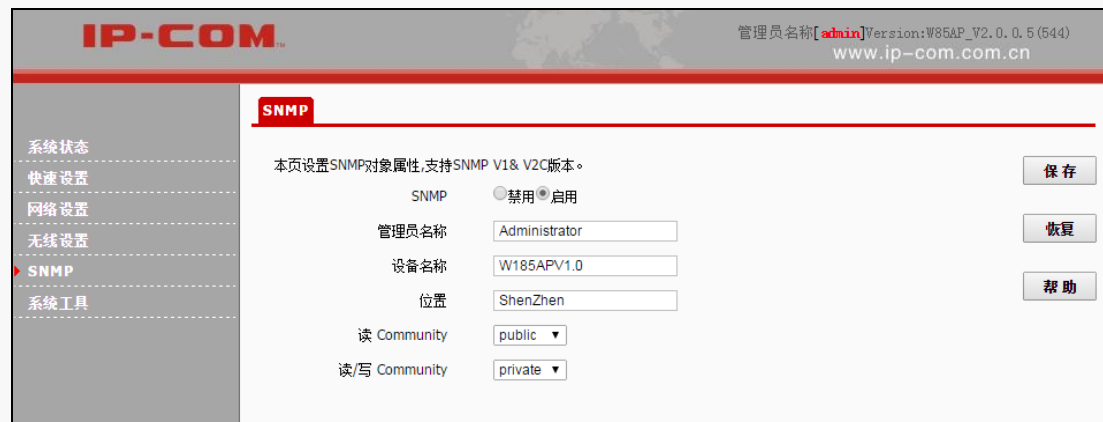 IP-COM
管理员名称[admin]Version:W85AP_V2.0.0.5(544)
www.ip-com.com.cn
SNMP
系统状态
快速设置
网络设置
无线设置
SNMP
系统工具
本页设置SNMP对象属性,支持SNMP V1& V2C版本。
SNMP 禁用 启用
管理员名称 Administrator
设备名称 W185APV1.0
位置 ShenZhen
读 Community public
读/写 Community private
保存
恢复
帮助